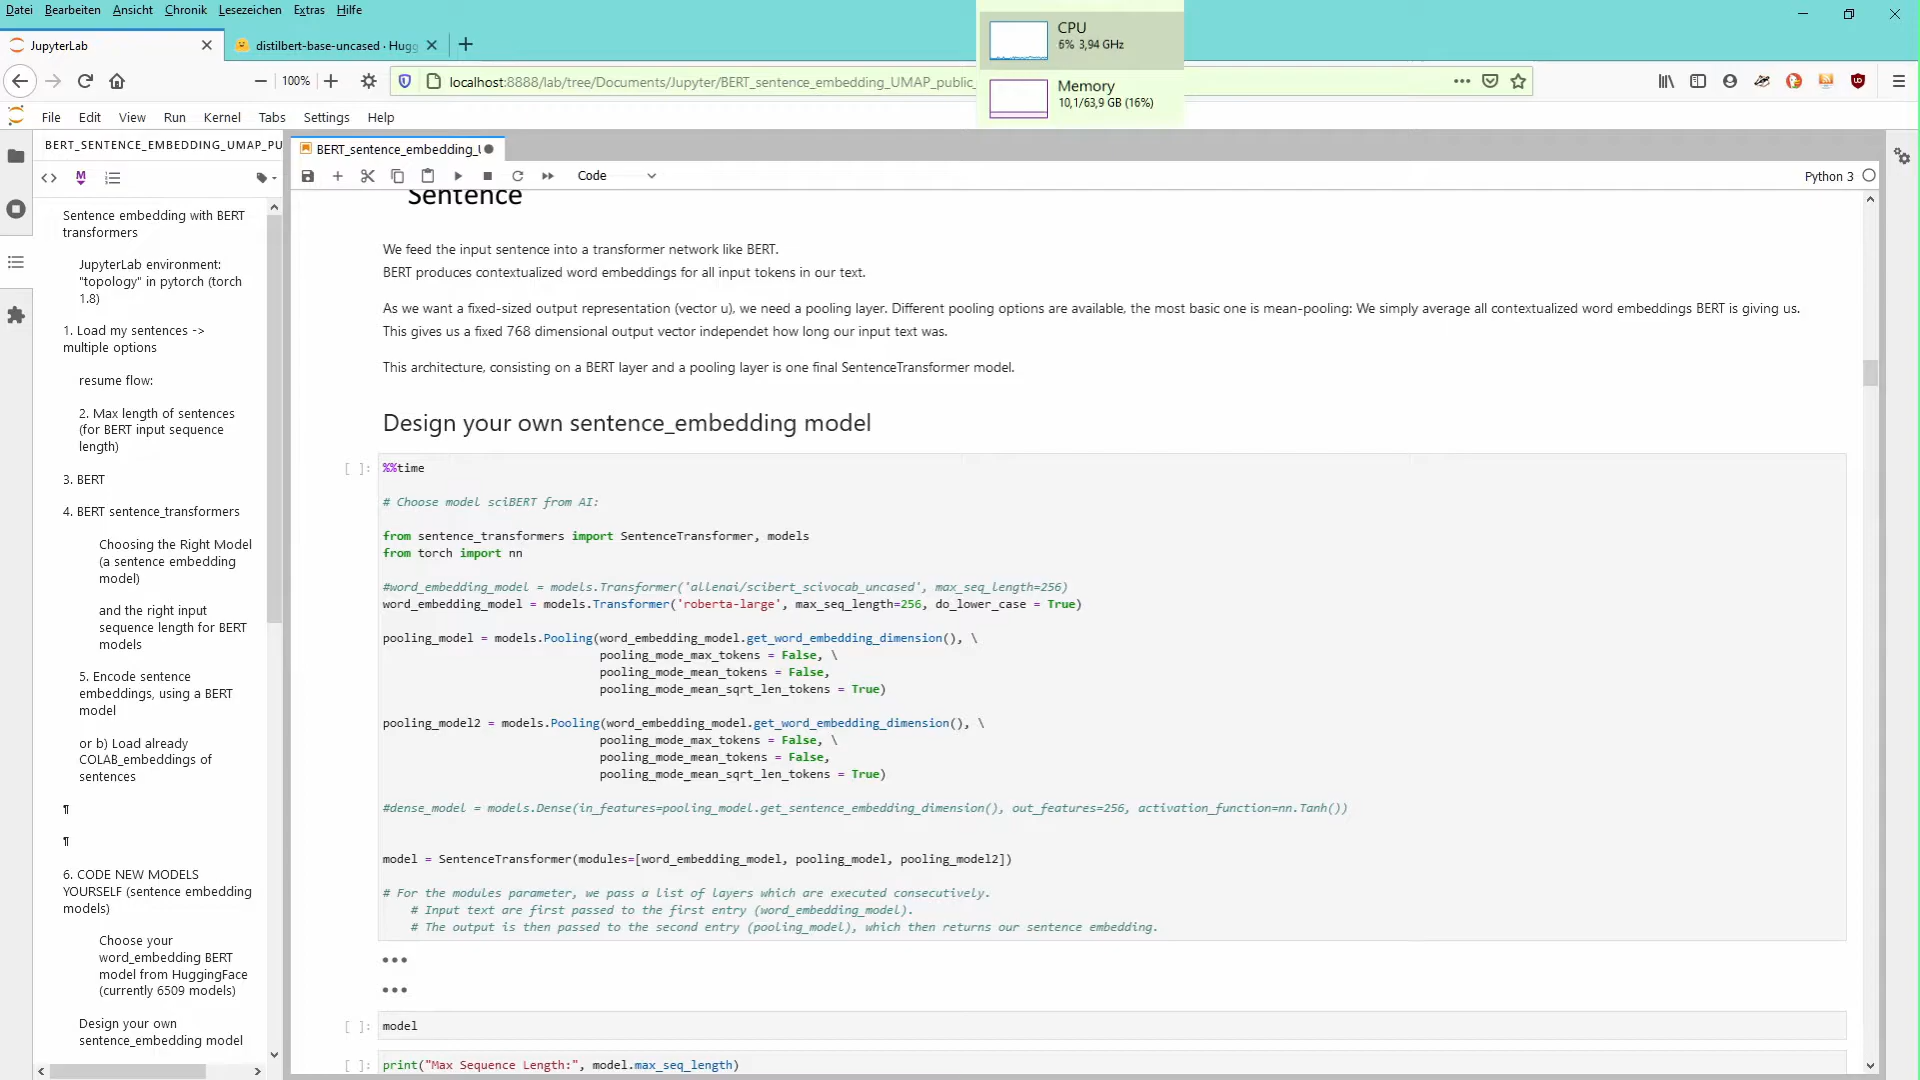 Datei Bearbeiten Ansicht Chronik Lesezeichen Extras Hilfe
CPU
6% 3,94 GHz
JupyterLab
distilbert-base-uncased · Hugg
100%
localhost:8888/lab/tree/Documents/Jupyter/BERT_sentence_embedding_UMAP_public_
Memory
10,1/63,9 GB (16%)
File Edit View Run Kernel Tabs Settings Help
BERT_SENTENCE_EMBEDDING_UMAP_PU
BERT_sentence_embedding_U
Code
Python 3
Sentence embedding with BERT
transformers
JupyterLab environment:
"topology" in pytorch (torch
1.8)
1. Load my sentences ->
multiple options
resume flow:
2. Max length of sentences
(for BERT input sequence
length)
3. BERT
4. BERT sentence_transformers
Choosing the Right Model
(a sentence embedding
model)
and the right input
sequence length for BERT
models
5. Encode sentence
embeddings, using a BERT
model
or b) Load already
COLAB_embeddings of
sentences
¶
¶
6. CODE NEW MODELS
YOURSELF (sentence embedding
models)
Choose your
word_embedding BERT
model from HuggingFace
(currently 6509 models)
Design your own
sentence_embedding model
Sentence
We feed the input sentence into a transformer network like BERT.
BERT produces contextualized word embeddings for all input tokens in our text.
As we want a fixed-sized output representation (vector u), we need a pooling layer. Different pooling options are available, the most basic one is mean-pooling: We simply average all contextualized word embeddings BERT is giving us.
This gives us a fixed 768 dimensional output vector independet how long our input text was.
This architecture, consisting on a BERT layer and a pooling layer is one final SentenceTransformer model.
Design your own sentence_embedding model
[ ]: %%time
# Choose model sciBERT from AI:
from sentence_transformers import SentenceTransformer, models
from torch import nn
#word_embedding_model = models.Transformer('allenai/scibert_scivocab_uncased', max_seq_length=256)
word_embedding_model = models.Transformer('roberta-large', max_seq_length=256, do_lower_case = True)
pooling_model = models.Pooling(word_embedding_model.get_word_embedding_dimension(), \
pooling_mode_max_tokens = False, \
pooling_mode_mean_tokens = False,
pooling_mode_mean_sqrt_len_tokens = True)
pooling_model2 = models.Pooling(word_embedding_model.get_word_embedding_dimension(), \
pooling_mode_max_tokens = False, \
pooling_mode_mean_tokens = False,
pooling_mode_mean_sqrt_len_tokens = True)
#dense_model = models.Dense(in_features=pooling_model.get_sentence_embedding_dimension(), out_features=256, activation_function=nn.Tanh())
model = SentenceTransformer(modules=[word_embedding_model, pooling_model, pooling_model2])
# For the modules parameter, we pass a list of layers which are executed consecutively.
# Input text are first passed to the first entry (word_embedding_model).
# The output is then passed to the second entry (pooling_model), which then returns our sentence embedding.
[ ]: model
[ ]: print("Max Sequence Length:", model.max_seq_length)